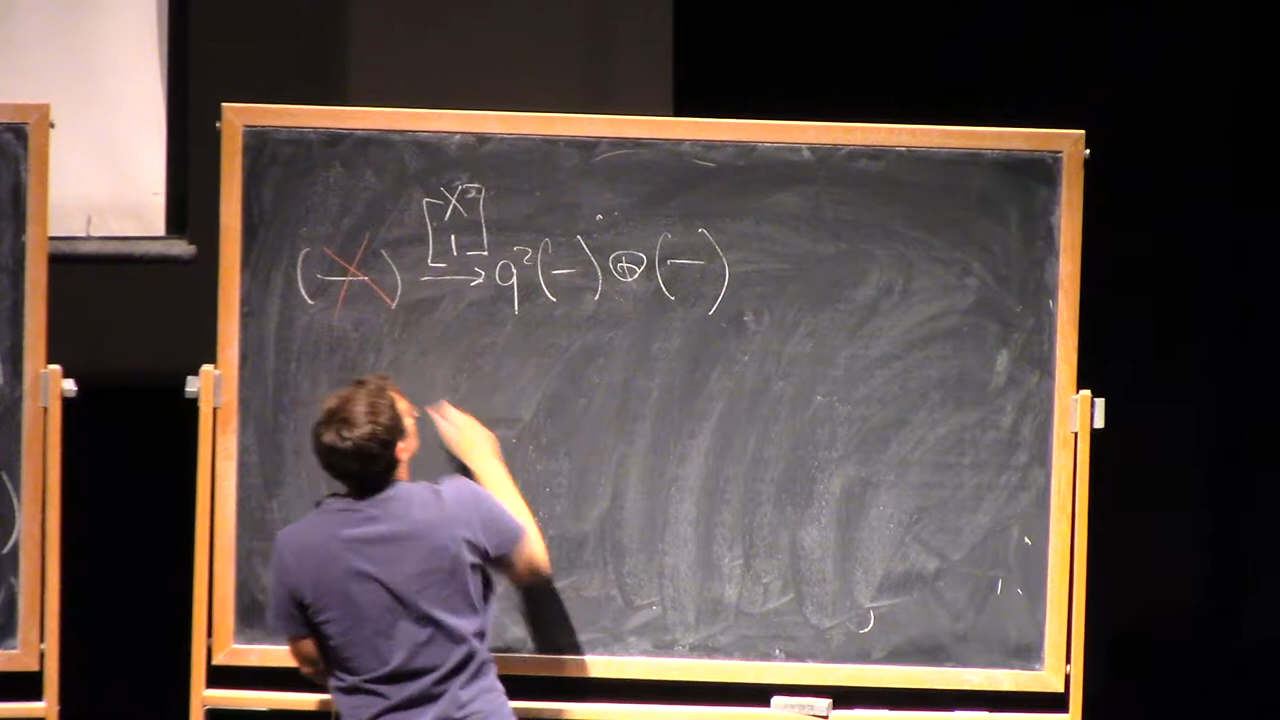 [X²
1]
(—) → q²(—) ⊕ (—)